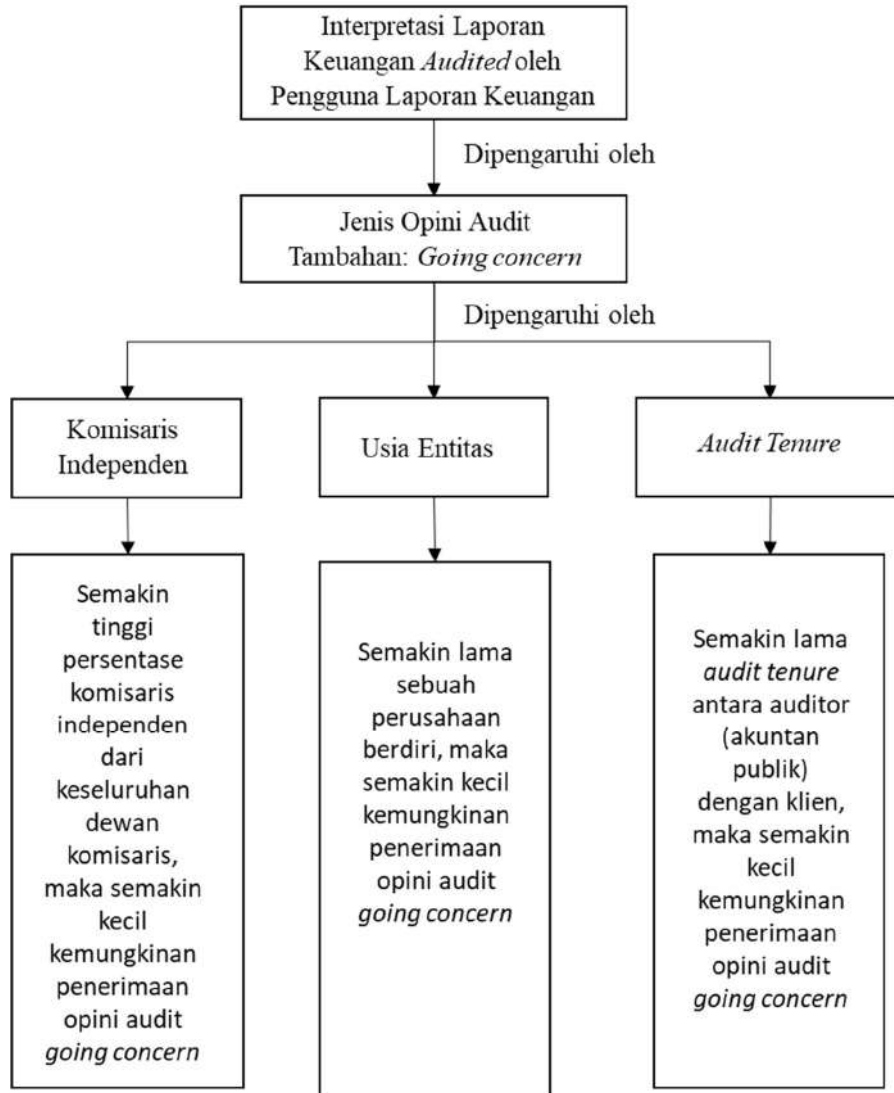 Interpretasi Laporan
Keuangan Audited oleh
Pengguna Laporan Keuangan
Dipengaruhi oleh
Jenis Opini Audit
Tambahan: Going concern
Dipengaruhi oleh
Komisaris
Independen
Usia Entitas
Audit Tenure
Semakin
tinggi
persentase
komisaris
independen
dari
keseluruhan
dewan
komisaris,
maka semakin
kecil
kemungkinan
penerimaan
opini audit
going concern
Semakin lama
sebuah
perusahaan
berdiri, maka
semakin kecil
kemungkinan
penerimaan
opini audit
going concern
Semakin lama
audit tenure
antara auditor
(akuntan
publik)
dengan klien,
maka semakin
kecil
kemungkinan
penerimaan
opini audit
going concern